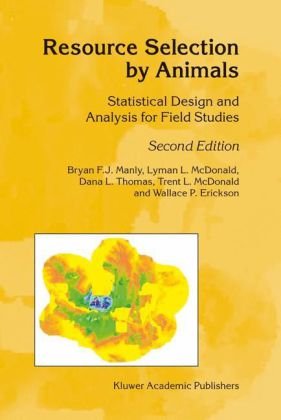 Resource Selection
by Animals
Statistical Design and
Analysis for Field Studies
Second Edition
Bryan F.J. Manly, Lyman L. McDonald,
Dana L. Thomas, Trent L. McDonald
and Wallace P. Erickson
Kluwer Academic Publishers